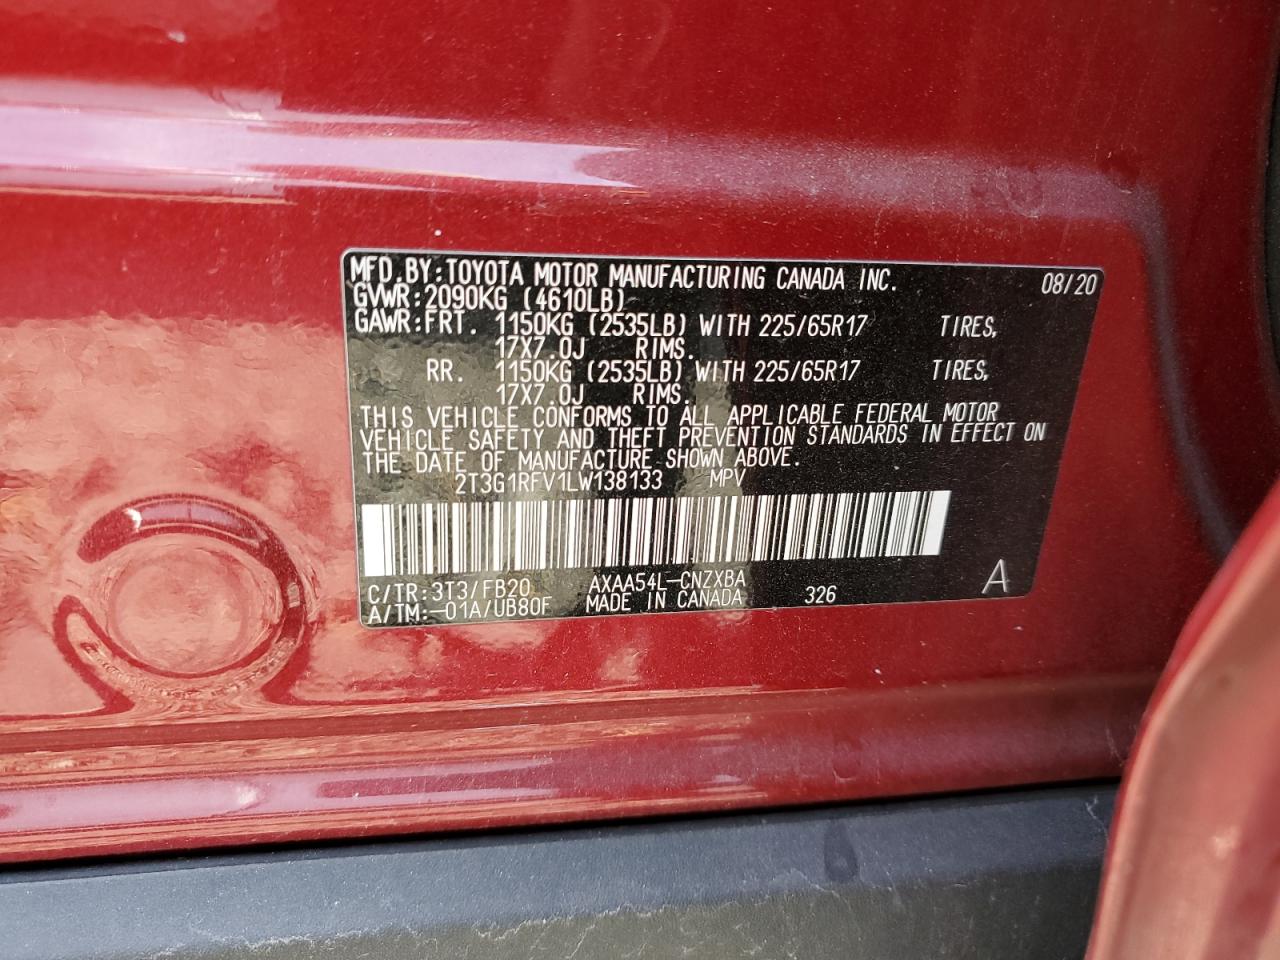 MFD.BY:TOYOTA MOTOR MANUFACTURING CANADA INC. 08/20
GVWR:2090KG (4610LB)
GAWR:FRT. 1150KG (2535LB) WITH 225/65R17 TIRES,
17X7.0J RIMS.
RR. 1150KG (2535LB) WITH 225/65R17 TIRES,
17X7.0J RIMS.
THIS VEHICLE CONFORMS TO ALL APPLICABLE FEDERAL MOTOR
VEHICLE SAFETY AND THEFT PREVENTION STANDARDS IN EFFECT ON
THE DATE OF MANUFACTURE SHOWN ABOVE.
2T3G1RFV1LW138133 MPV
C/TR:3T3/FB20 AXAA54L-CNZXBA
A/TM:-01A/UB80F MADE IN CANADA 326 A